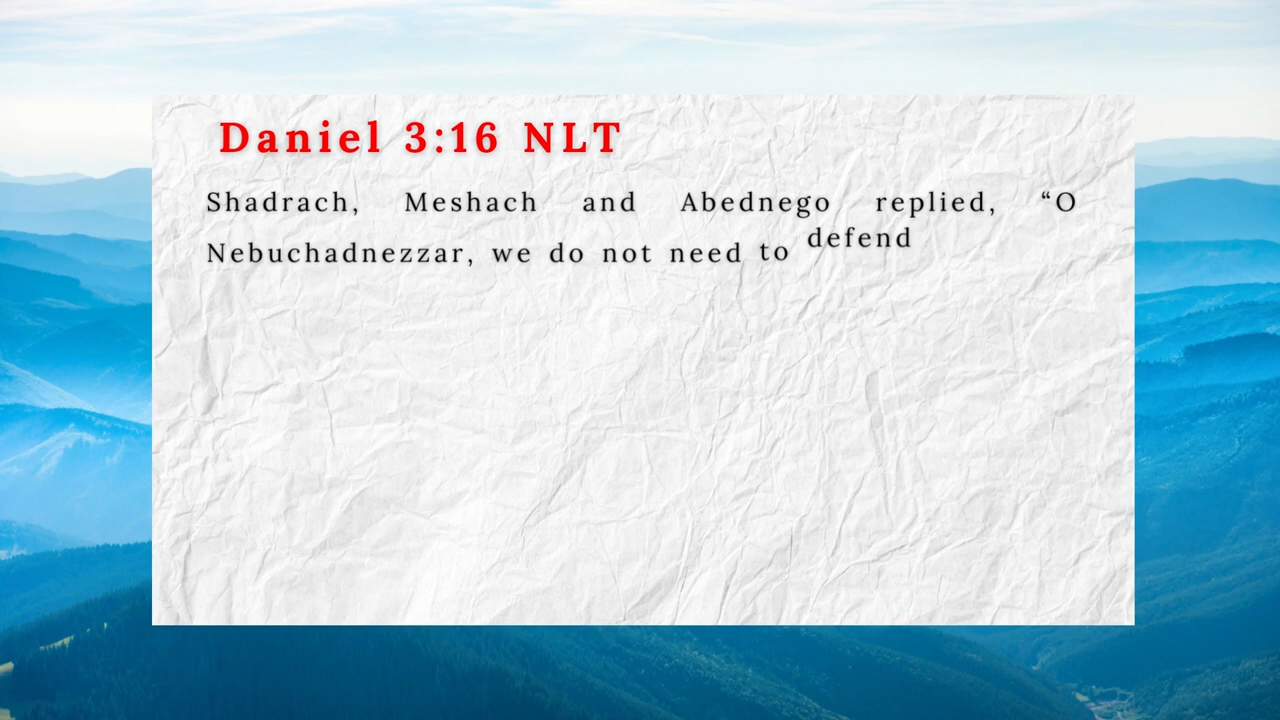 Daniel 3:16 NLT
Shadrach, Meshach and Abednego replied, “O
Nebuchadnezzar, we do not need to defend